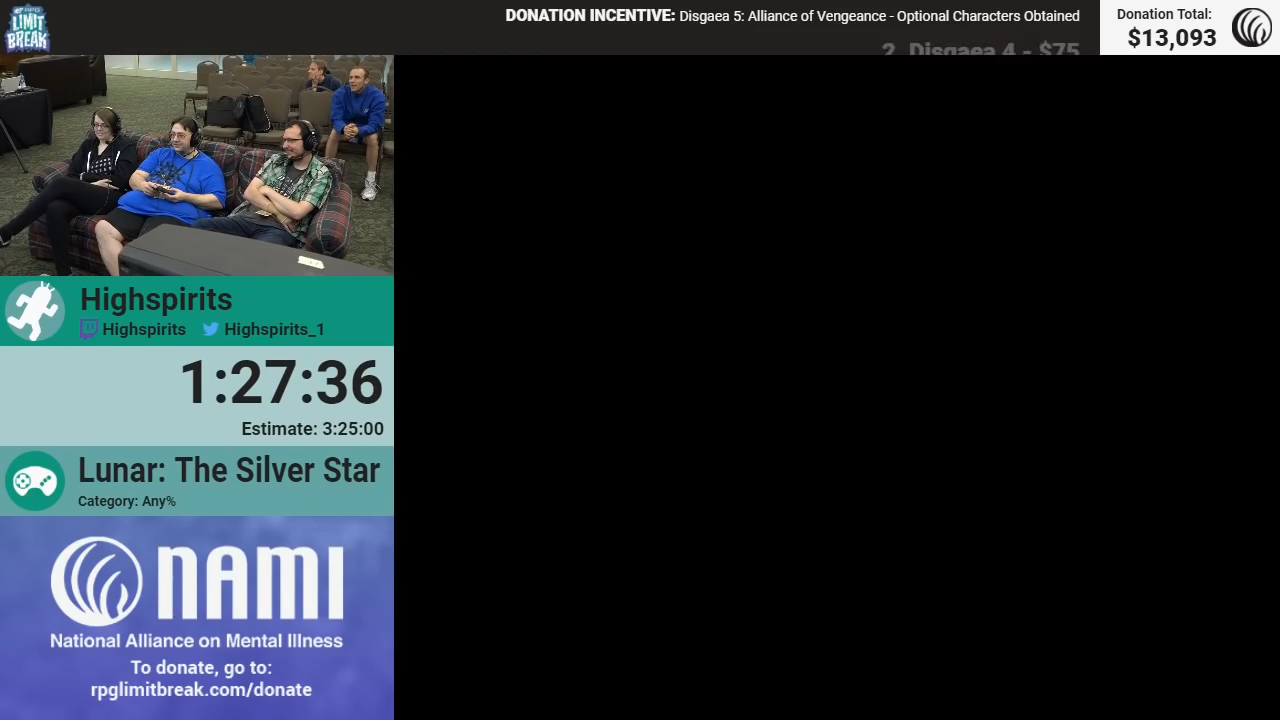 RPG
LIMIT
BREAK
DONATION INCENTIVE: Disgaea 5: Alliance of Vengeance - Optional Characters Obtained
2. Disgaea 4 - $75
Donation Total:
$13,093
Highspirits
Highspirits Highspirits_1
1:27:36
Estimate: 3:25:00
Lunar: The Silver Star
Category: Any%
NAMI
National Alliance on Mental Illness
To donate, go to:
rpglimitbreak.com/donate